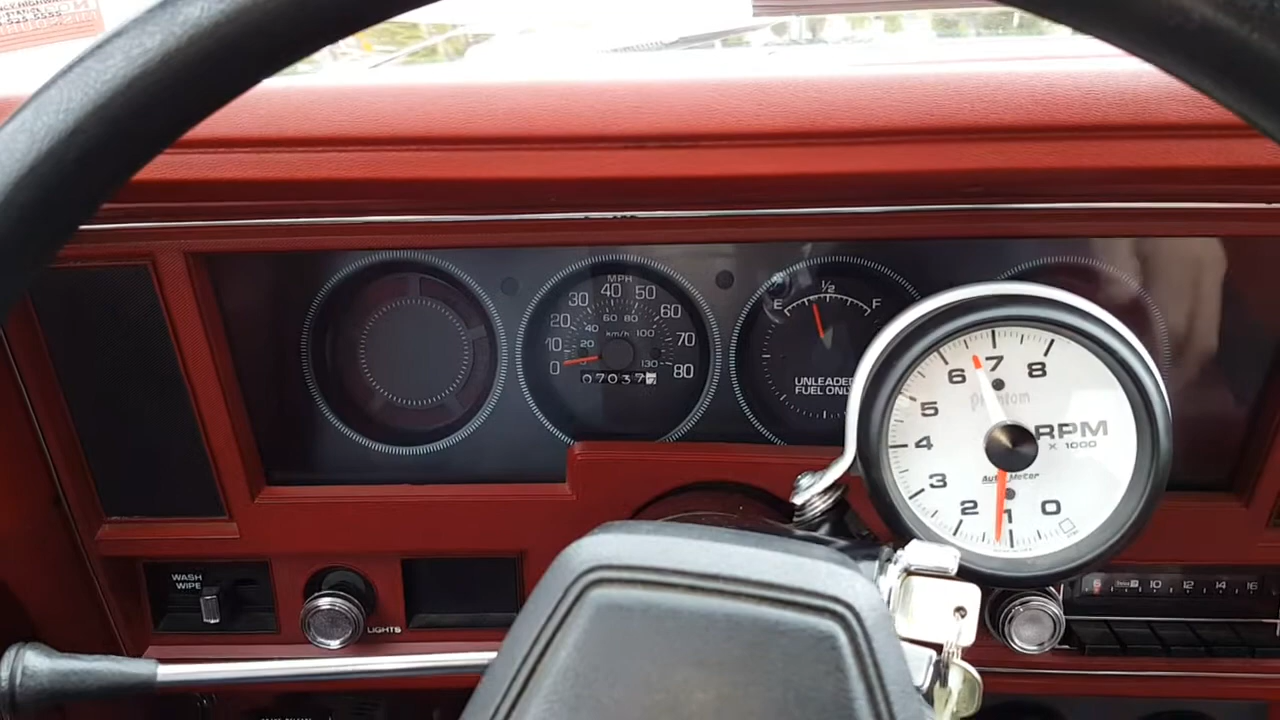 MPH
0 10 20 30 40 50 60 70 80
20 40 60 80 100 130
km/h
07037
E 1/2 F
UNLEADED
FUEL ONLY
0 1 2 3 4 5 6 7 8
phantom
RPM
X 1000
Auto Meter
WASH
WIPE
LIGHTS
10 12 14 16